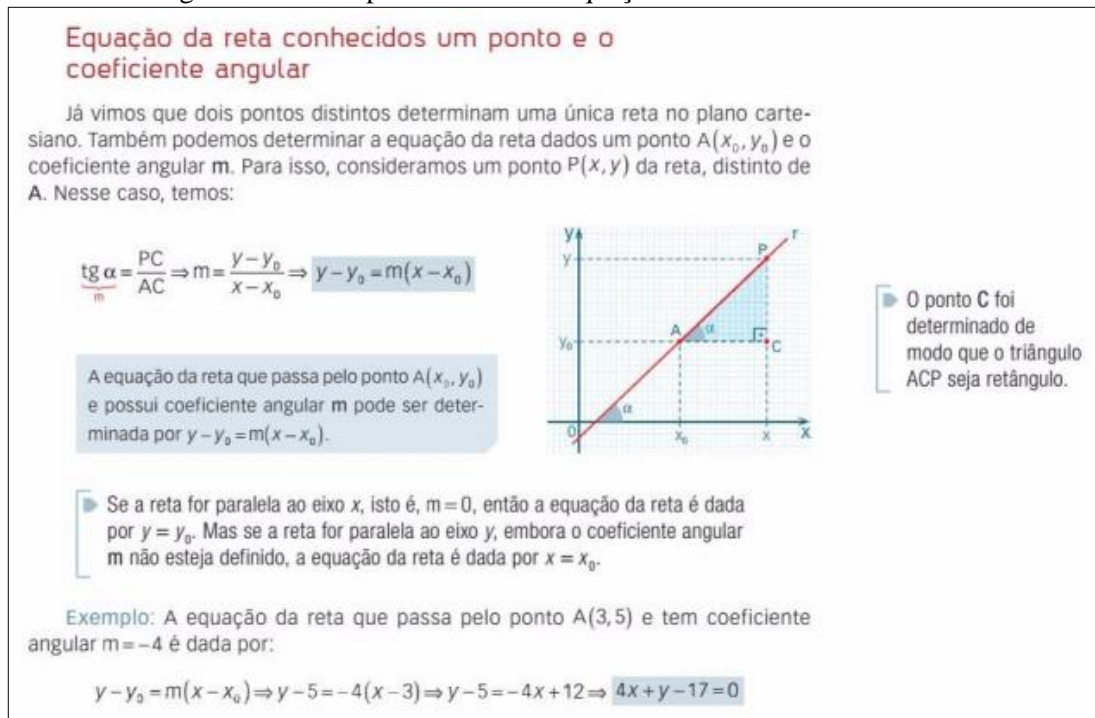 Equação da reta conhecidos um ponto e o
coeficiente angular
Já vimos que dois pontos distintos determinam uma única reta no plano carte-
siano. Também podemos determinar a equação da reta dados um ponto A(x₀, y₀) e o
coeficiente angular m. Para isso, consideramos um ponto P(x, y) da reta, distinto de
A. Nesse caso, temos:
tg α = PC/AC ⇒ m = (y − y₀)/(x − x₀) ⇒ y − y₀ = m(x − x₀)
m
A equação da reta que passa pelo ponto A(x₀, y₀)
e possui coeficiente angular m pode ser deter-
minada por y − y₀ = m(x − x₀).
y
r
y
P
A
α
y₀
C
α
0
x₀
x
x
O ponto C foi
determinado de
modo que o triângulo
ACP seja retângulo.
Se a reta for paralela ao eixo x, isto é, m = 0, então a equação da reta é dada
por y = y₀. Mas se a reta for paralela ao eixo y, embora o coeficiente angular
m não esteja definido, a equação da reta é dada por x = x₀.
Exemplo: A equação da reta que passa pelo ponto A(3, 5) e tem coeficiente
angular m = −4 é dada por:
y − y₀ = m(x − x₀) ⇒ y − 5 = −4(x − 3) ⇒ y − 5 = −4x + 12 ⇒ 4x + y − 17 = 0